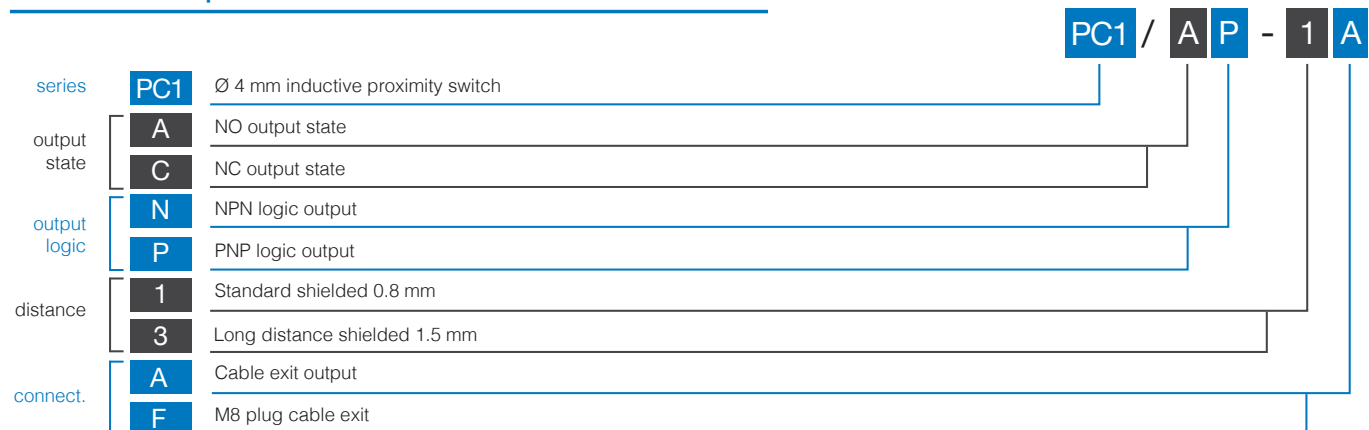 PC1 / A P - 1 A
series PC1 Ø 4 mm inductive proximity switch
output state
A NO output state
C NC output state
output logic
N NPN logic output
P PNP logic output
distance
1 Standard shielded 0.8 mm
3 Long distance shielded 1.5 mm
connect.
A Cable exit output
F M8 plug cable exit